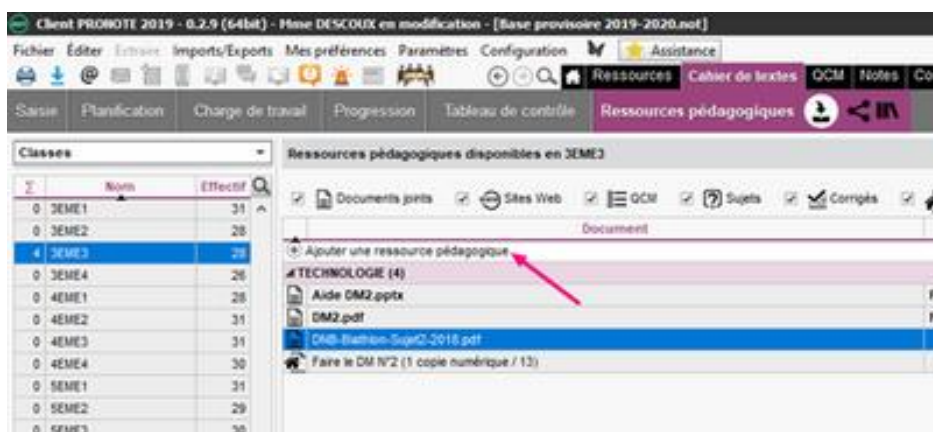 Client PRONOTE 2019 - 0.2.9 (64bit) - Mme DESCOUX en modification - [Base provisoire 2019-2020.not]
Fichier Éditer Extraire Imports/Exports Mes préférences Paramètres Configuration Assistance
Ressources Cahier de textes QCM Notes Co
Saisie Planification Charge de travail Progression Tableau de contrôle Ressources pédagogiques
Classes
Ressources pédagogiques disponibles en 3EME3
Σ Nom Effectif
Documents joints Sites Web QCM Sujets Corrigés
Document
0 3EME1 31
0 3EME2 28
4 3EME3 28
0 3EME4 26
0 4EME1 28
0 4EME2 31
0 4EME3 31
0 4EME4 30
0 5EME1 31
0 5EME2 29
0 5EME3 30
Ajouter une ressource pédagogique
TECHNOLOGIE (4)
Aide DM2.pptx
DM2.pdf
DNB-Biathlon-Sujet2-2018.pdf
Faire le DM N°2 (1 copie numérique / 13)